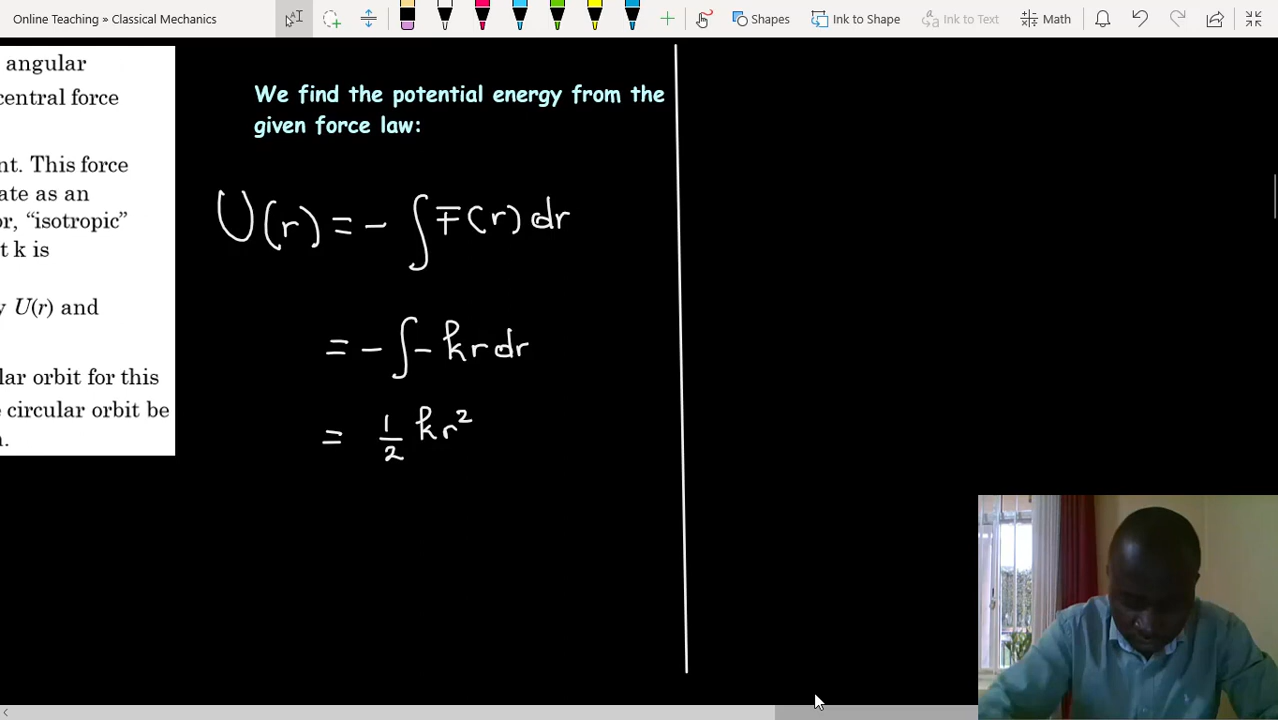 Online Teaching » Classical Mechanics
Shapes
Ink to Shape
a
Ink to Text
Math
angular
central force
nt. This force
ate as an
or, “isotropic”
t k is
y U(r) and
lar orbit for this
e circular orbit be
n.
We find the potential energy from the
given force law:
U(r) = - ∫ F(r) dr
= - ∫ - kr dr
= 1/2 kr²